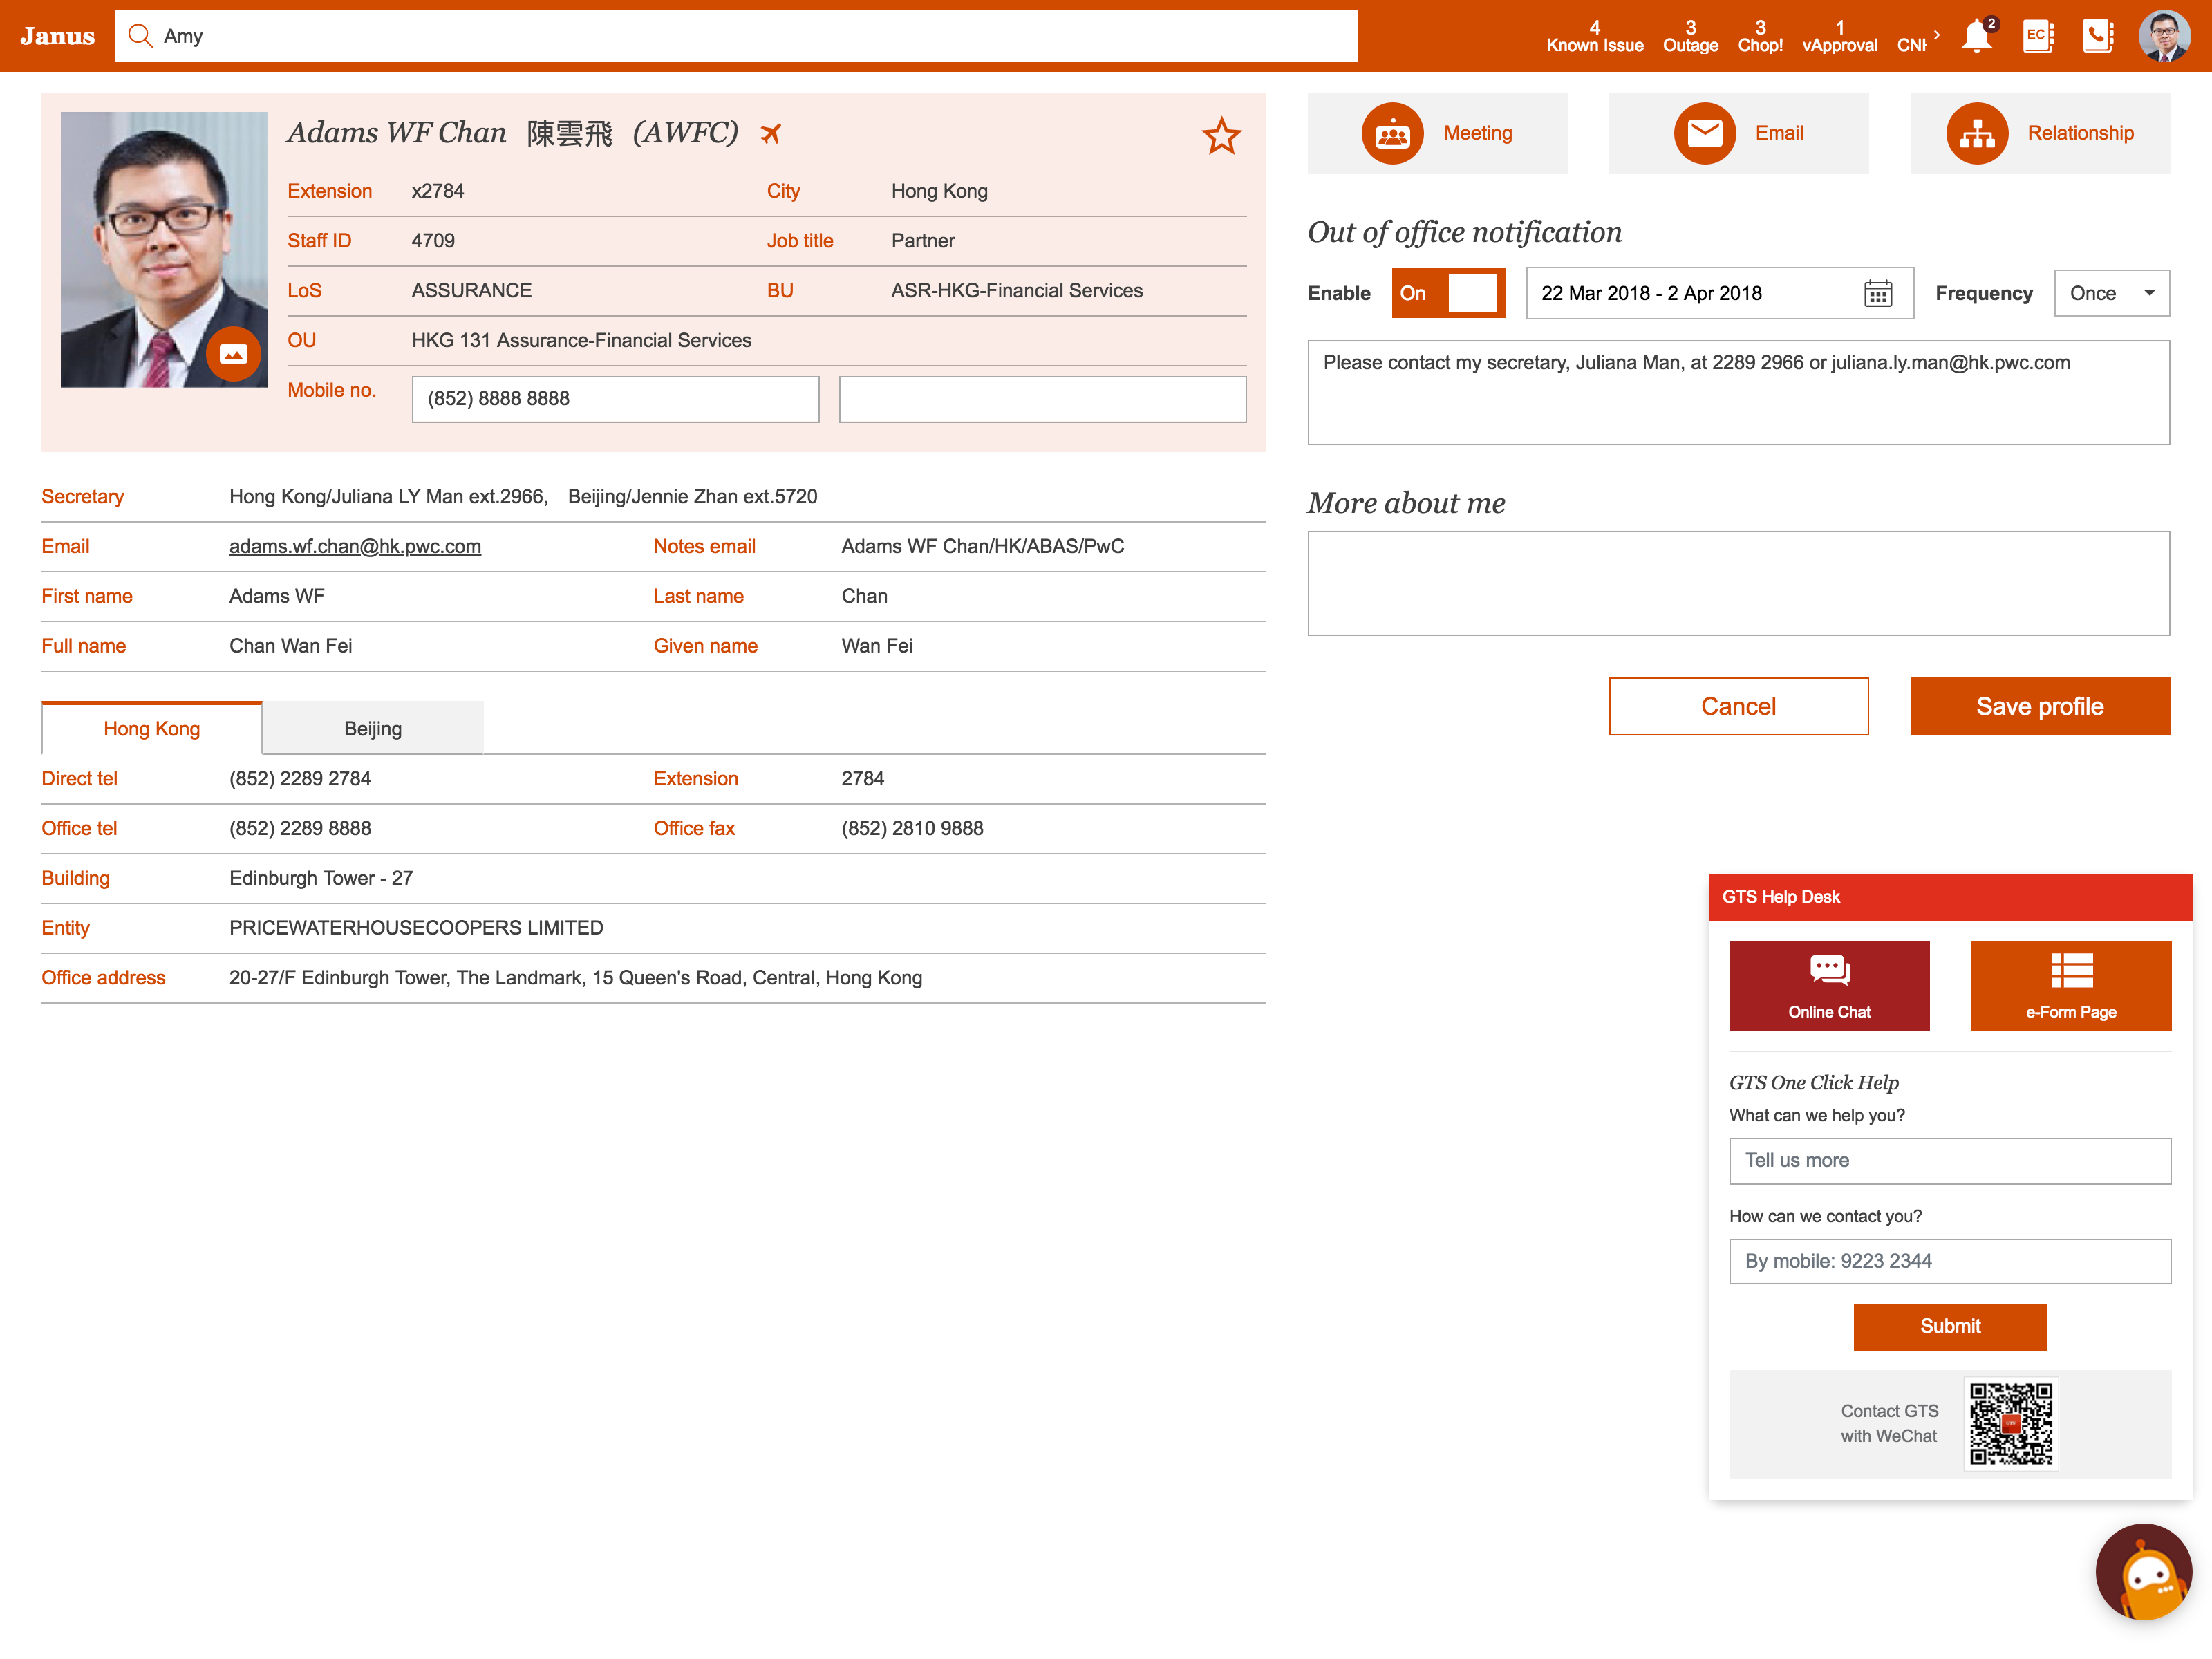 Janus
Amy
4
Known Issue
3
Outage
3
Chop!
1
vApproval
CNH
2
EC
Adams WF Chan 陳雲飛 (AWFC)
Extension x2784 City Hong Kong
Staff ID 4709 Job title Partner
LoS ASSURANCE BU ASR-HKG-Financial Services
OU HKG 131 Assurance-Financial Services
Mobile no. (852) 8888 8888
Secretary Hong Kong/Juliana LY Man ext.2966, Beijing/Jennie Zhan ext.5720
Email adams.wf.chan@hk.pwc.com Notes email Adams WF Chan/HK/ABAS/PwC
First name Adams WF Last name Chan
Full name Chan Wan Fei Given name Wan Fei
Hong Kong Beijing
Direct tel (852) 2289 2784 Extension 2784
Office tel (852) 2289 8888 Office fax (852) 2810 9888
Building Edinburgh Tower - 27
Entity PRICEWATERHOUSECOOPERS LIMITED
Office address 20-27/F Edinburgh Tower, The Landmark, 15 Queen's Road, Central, Hong Kong
Meeting Email Relationship
Out of office notification
Enable On 22 Mar 2018 - 2 Apr 2018 Frequency Once
Please contact my secretary, Juliana Man, at 2289 2966 or juliana.ly.man@hk.pwc.com
More about me
Cancel Save profile
GTS Help Desk
Online Chat e-Form Page
GTS One Click Help
What can we help you?
Tell us more
How can we contact you?
By mobile: 9223 2344
Submit
Contact GTS
with WeChat